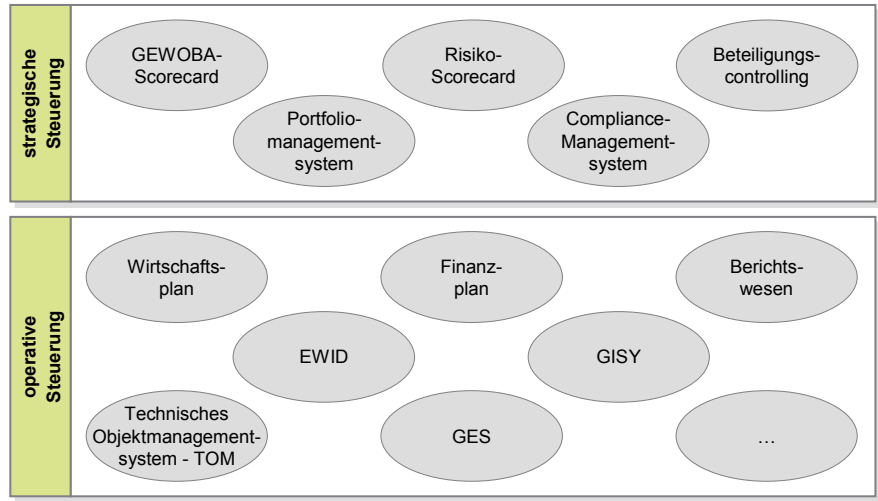 strategische
Steuerung
GEWOBA-
Scorecard
Risiko-
Scorecard
Beteiligungs-
controlling
Portfolio-
management-
system
Compliance-
Management-
system
operative
Steuerung
Wirtschafts-
plan
Finanz-
plan
Berichts-
wesen
EWID
GISY
Technisches
Objektmanagement-
system - TOM
GES
…